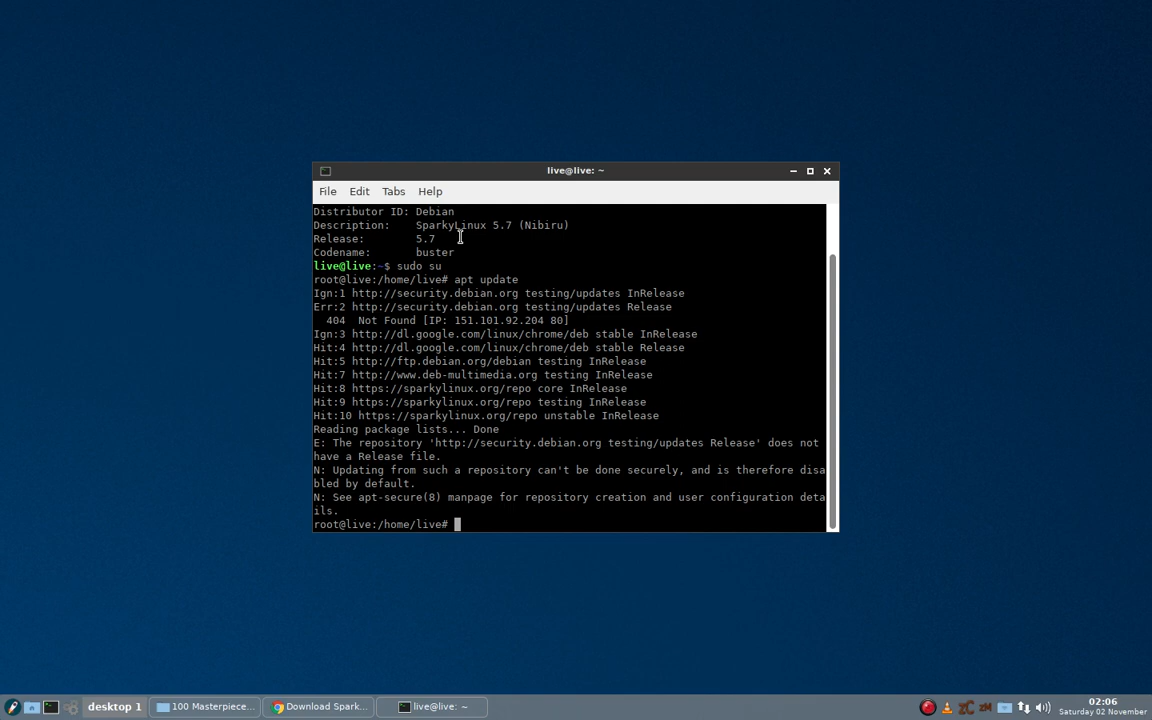 live@live: ~
File Edit Tabs Help
Distributor ID: Debian
Description:    SparkyLinux 5.7 (Nibiru)
Release:        5.7
Codename:       buster
live@live:~$ sudo su
root@live:/home/live# apt update
Ign:1 http://security.debian.org testing/updates InRelease
Err:2 http://security.debian.org testing/updates Release
  404  Not Found [IP: 151.101.92.204 80]
Ign:3 http://dl.google.com/linux/chrome/deb stable InRelease
Hit:4 http://dl.google.com/linux/chrome/deb stable Release
Hit:5 http://ftp.debian.org/debian testing InRelease
Hit:7 http://www.deb-multimedia.org testing InRelease
Hit:8 https://sparkylinux.org/repo core InRelease
Hit:9 https://sparkylinux.org/repo testing InRelease
Hit:10 https://sparkylinux.org/repo unstable InRelease
Reading package lists... Done
E: The repository 'http://security.debian.org testing/updates Release' does not
have a Release file.
N: Updating from such a repository can't be done securely, and is therefore disa
bled by default.
N: See apt-secure(8) manpage for repository creation and user configuration deta
ils.
root@live:/home/live#
desktop 1 100 Masterpiece... Download Spark... live@live: ~ zC zM 02:06
Saturday 02 November